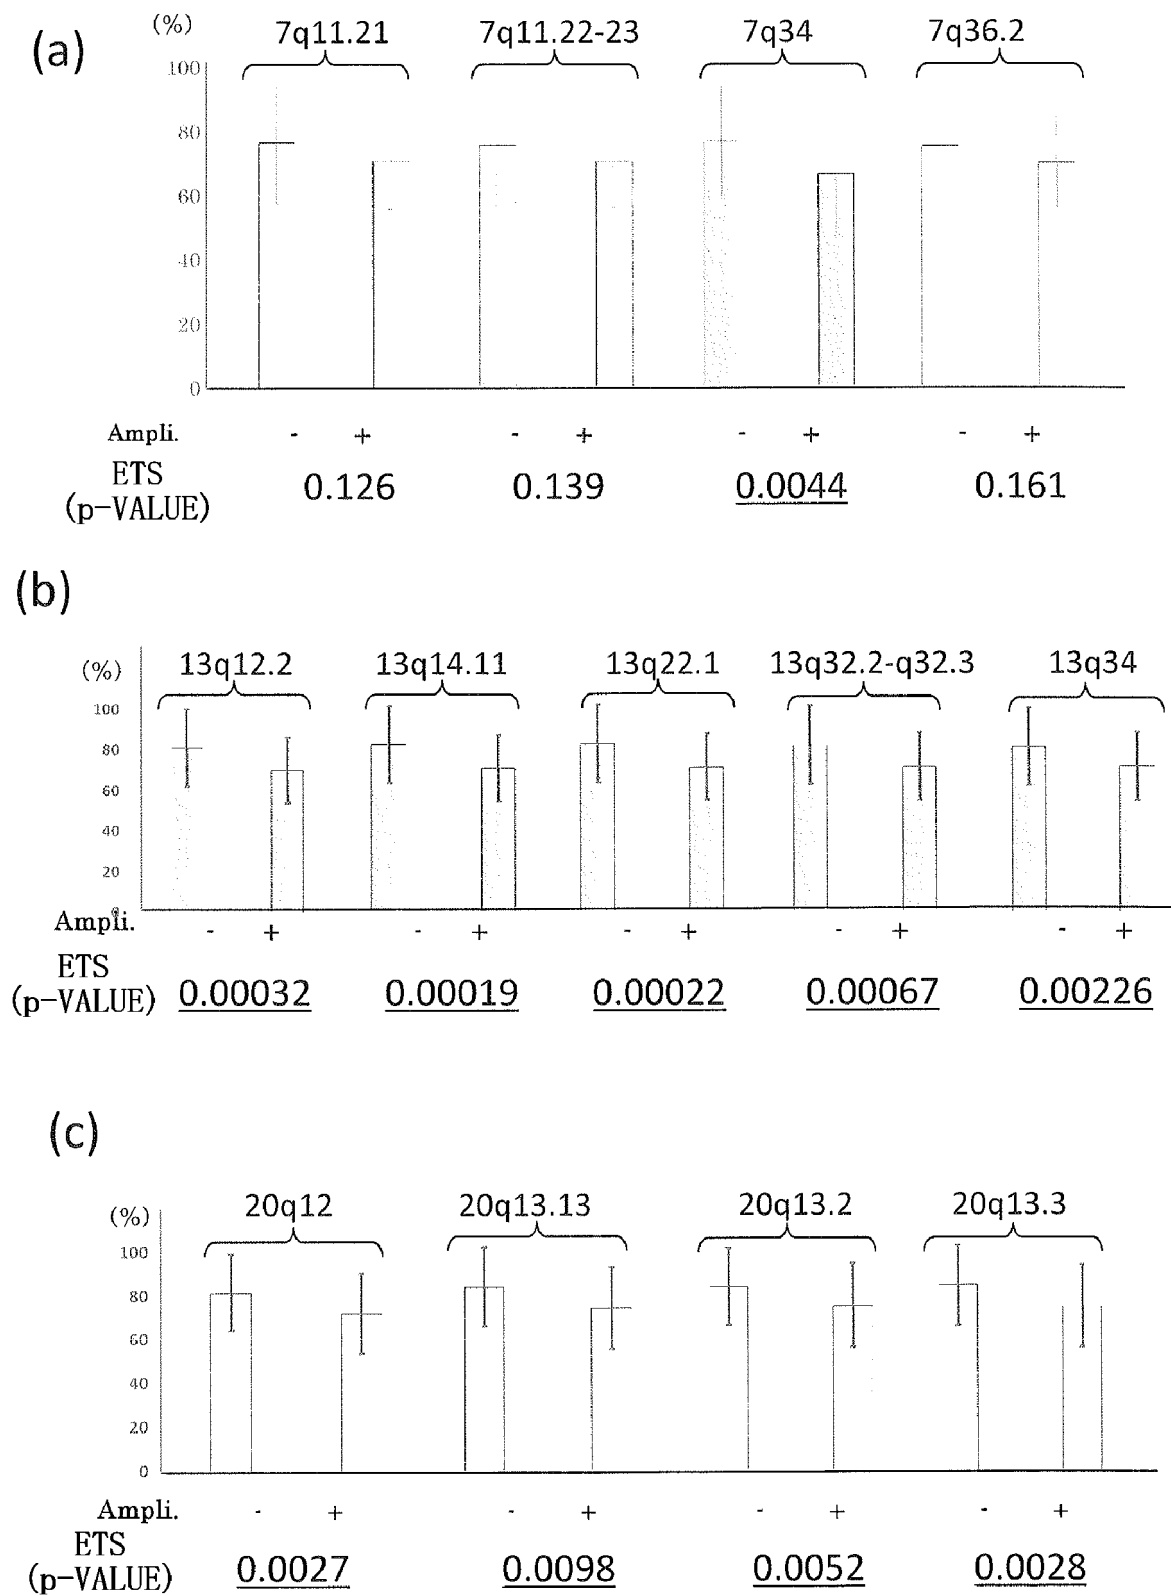 (a)
(%)
7q11.21 7q11.22-23 7q34 7q36.2
100
80
60
40
20
0
Ampli. - + - + - + - +
ETS
(p-VALUE) 0.126 0.139 0.0044 0.161
(b)
(%) 13q12.2 13q14.11 13q22.1 13q32.2-q32.3 13q34
100
80
60
40
20
0
Ampli. - + - + - + - + - +
ETS
(p-VALUE) 0.00032 0.00019 0.00022 0.00067 0.00226
(c)
(%) 20q12 20q13.13 20q13.2 20q13.3
100
80
60
40
20
0
Ampli. - + - + - + - +
ETS
(p-VALUE) 0.0027 0.0098 0.0052 0.0028